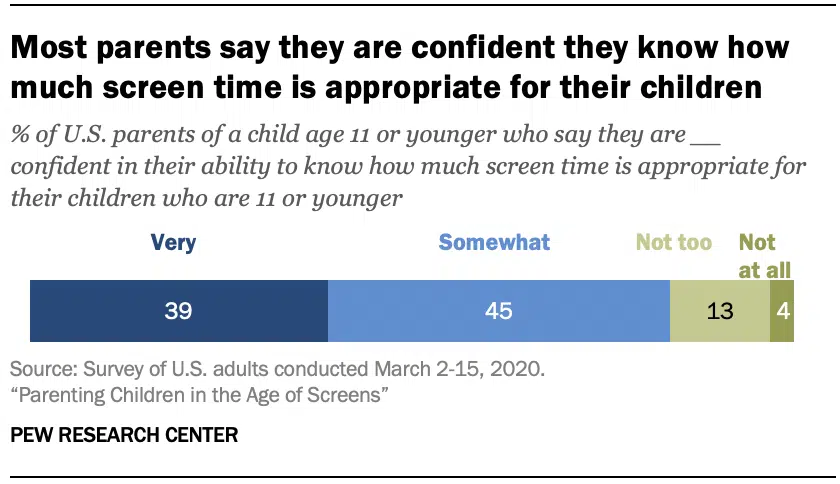 Most parents say they are confident they know how
much screen time is appropriate for their children
% of U.S. parents of a child age 11 or younger who say they are __
confident in their ability to know how much screen time is appropriate for
their children who are 11 or younger
Very Somewhat Not too Not
at all
39 45 13 4
Source: Survey of U.S. adults conducted March 2-15, 2020.
“Parenting Children in the Age of Screens”
PEW RESEARCH CENTER